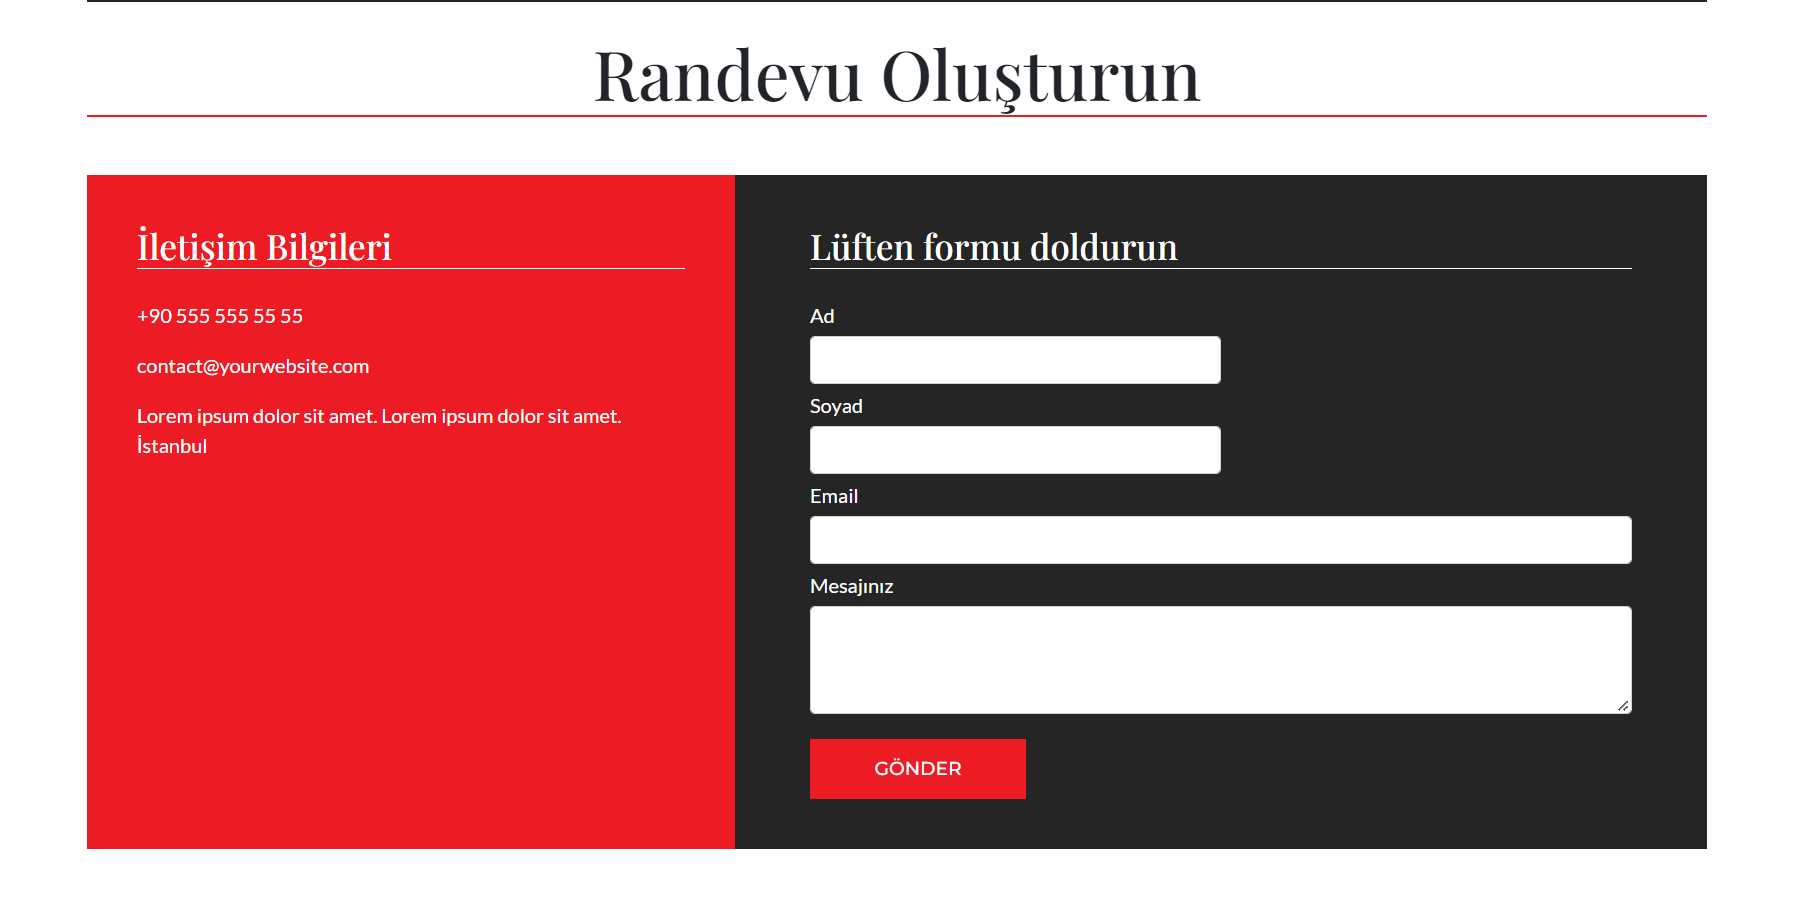 Randevu Oluşturun
İletişim Bilgileri
+90 555 555 55 55
contact@yourwebsite.com
Lorem ipsum dolor sit amet. Lorem ipsum dolor sit amet.
İstanbul
Lüften formu doldurun
Ad
Soyad
Email
Mesajınız
GÖNDER